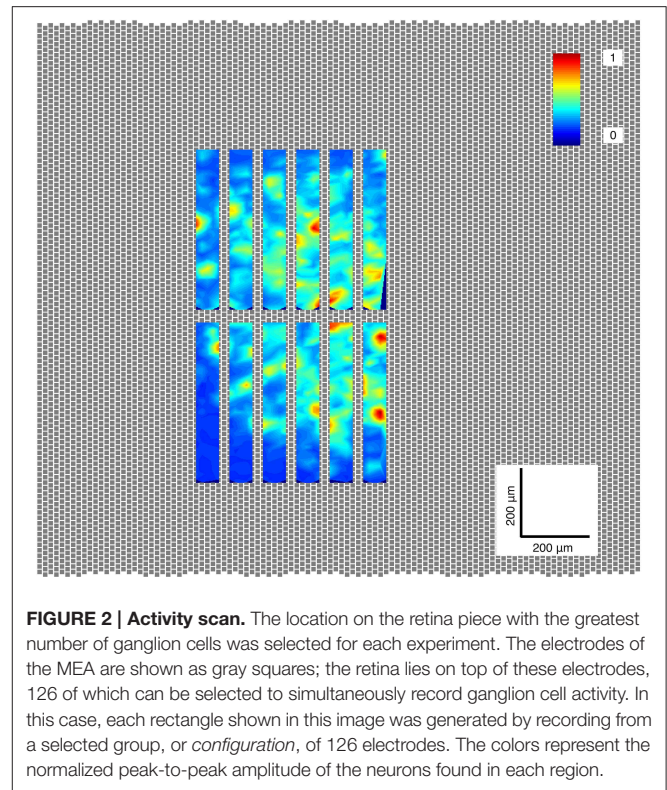 1
0
200 µm
200 µm
FIGURE 2 | Activity scan. The location on the retina piece with the greatest
number of ganglion cells was selected for each experiment. The electrodes of
the MEA are shown as gray squares; the retina lies on top of these electrodes,
126 of which can be selected to simultaneously record ganglion cell activity. In
this case, each rectangle shown in this image was generated by recording from
a selected group, or configuration, of 126 electrodes. The colors represent the
normalized peak-to-peak amplitude of the neurons found in each region.